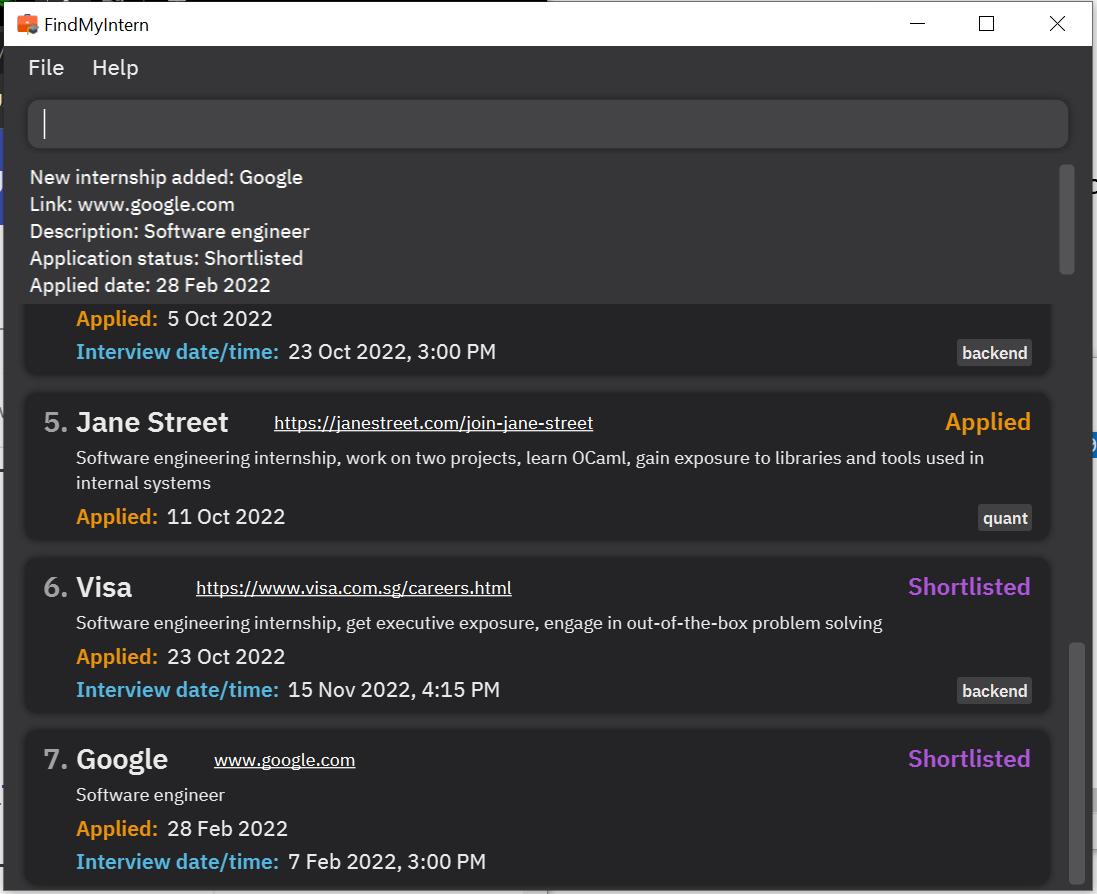 FindMyIntern
File Help
New internship added: Google
Link: www.google.com
Description: Software engineer
Application status: Shortlisted
Applied date: 28 Feb 2022
Applied: 5 Oct 2022
Interview date/time: 23 Oct 2022, 3:00 PM backend
5. Jane Street https://janestreet.com/join-jane-street Applied
Software engineering internship, work on two projects, learn OCaml, gain exposure to libraries and tools used in
internal systems
Applied: 11 Oct 2022 quant
6. Visa https://www.visa.com.sg/careers.html Shortlisted
Software engineering internship, get executive exposure, engage in out-of-the-box problem solving
Applied: 23 Oct 2022
Interview date/time: 15 Nov 2022, 4:15 PM backend
7. Google www.google.com Shortlisted
Software engineer
Applied: 28 Feb 2022
Interview date/time: 7 Feb 2022, 3:00 PM